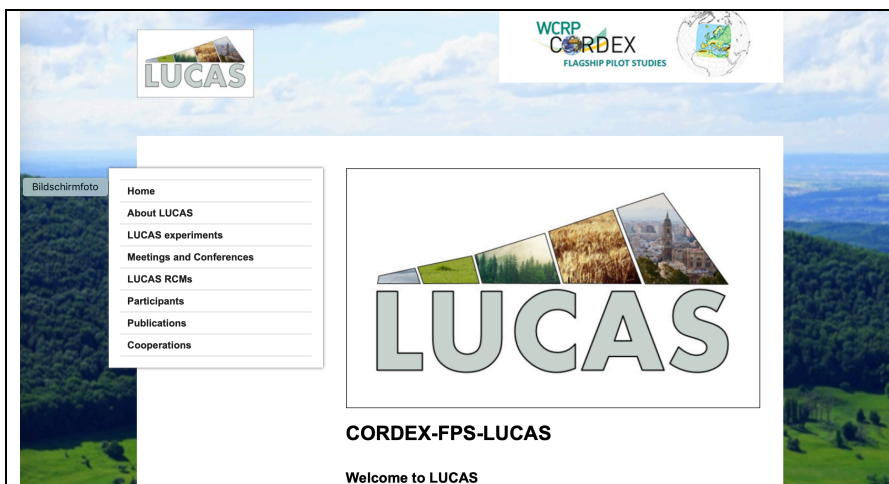 LUCAS
WCRP
CORDEX
FLAGSHIP PILOT STUDIES
Bildschirmfoto
Home
About LUCAS
LUCAS experiments
Meetings and Conferences
LUCAS RCMs
Participants
Publications
Cooperations
LUCAS
CORDEX-FPS-LUCAS
Welcome to LUCAS